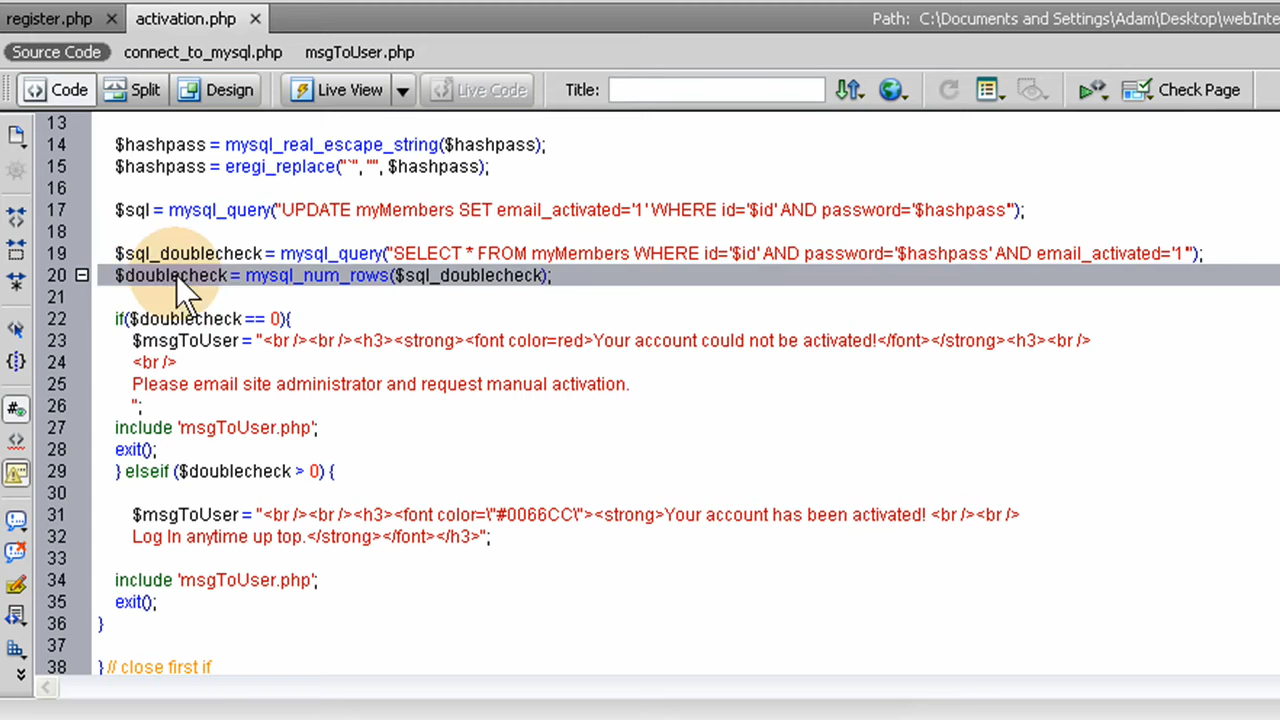 register.php × activation.php × Path: C:\Documents and Settings\Adam\Desktop\webInte
Source Code connect_to_mysql.php msgToUser.php
Code Split Design Live View Live Code Title: Check Page
13
14 $hashpass = mysql_real_escape_string($hashpass);
15 $hashpass = eregi_replace("`", "", $hashpass);
16
17 $sql = mysql_query("UPDATE myMembers SET email_activated='1' WHERE id='$id' AND password='$hashpass'");
18
19 $sql_doublecheck = mysql_query("SELECT * FROM myMembers WHERE id='$id' AND password='$hashpass' AND email_activated='1'");
20 $doublecheck = mysql_num_rows($sql_doublecheck);
21
22 if($doublecheck == 0){
23 $msgToUser = "<br /><br /><h3><strong><font color=red>Your account could not be activated!</font></strong><h3><br />
24 <br />
25 Please email site administrator and request manual activation.
26 ";
27 include 'msgToUser.php';
28 exit();
29 } elseif ($doublecheck > 0) {
30
31 $msgToUser = "<br /><br /><h3><font color=\"#0066CC\"><strong>Your account has been activated! <br /><br />
32 Log In anytime up top.</strong></font></h3>";
33
34 include 'msgToUser.php';
35 exit();
36 }
37
38 } // close first if